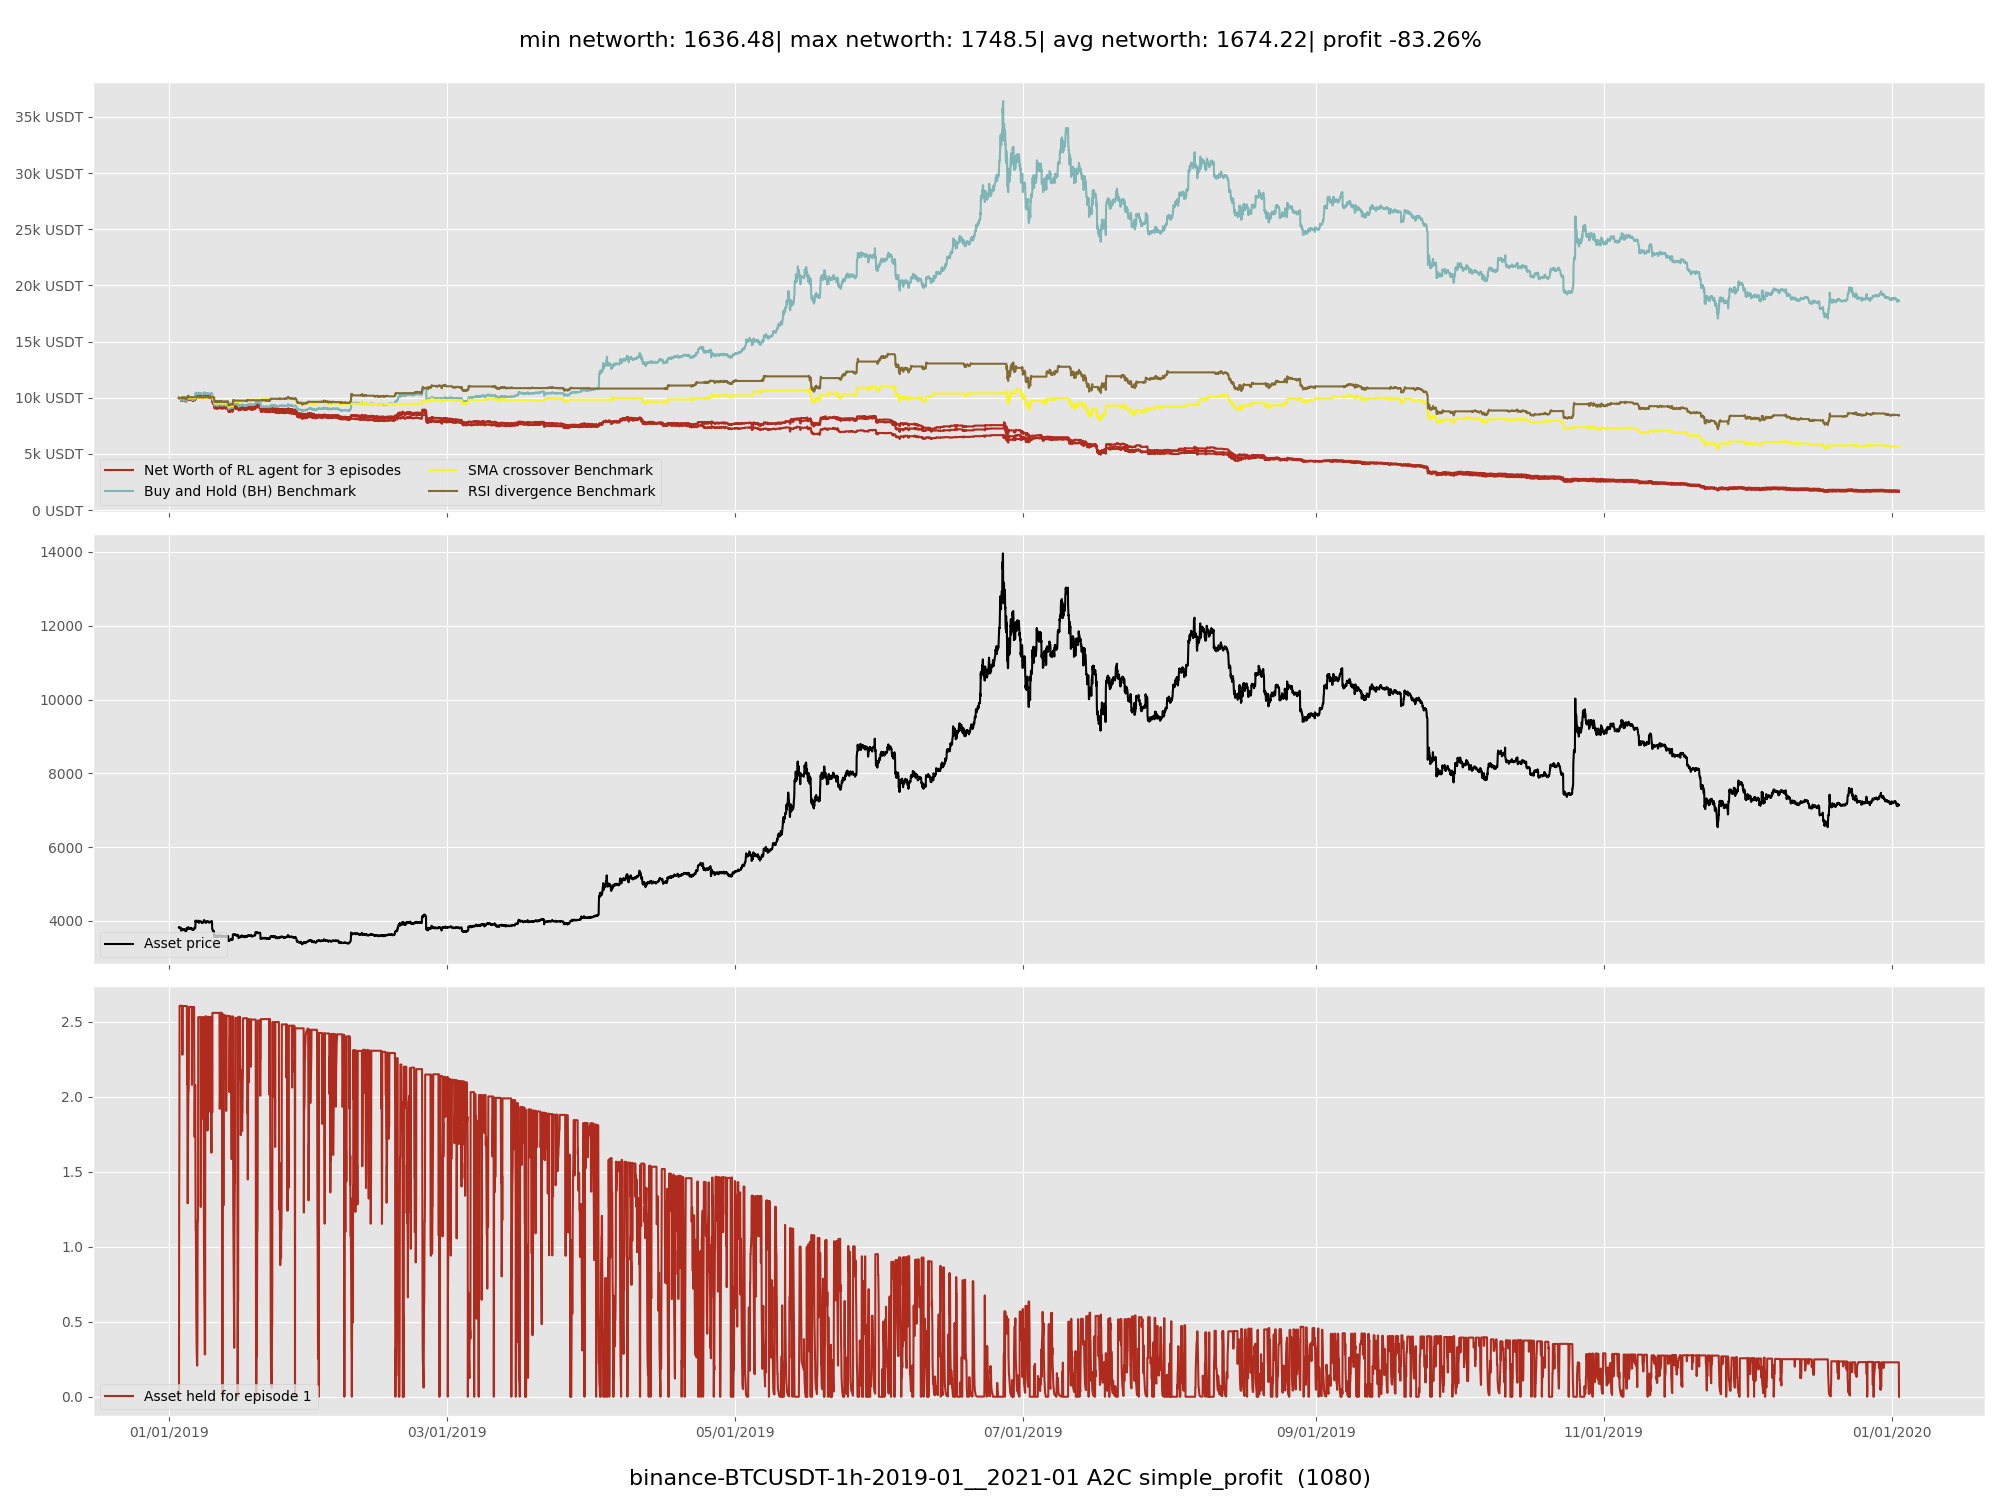 min networth: 1636.48| max networth: 1748.5| avg networth: 1674.22| profit -83.26%
35k USDT
30k USDT
25k USDT
20k USDT
15k USDT
10k USDT
5k USDT
0 USDT
Net Worth of RL agent for 3 episodes
Buy and Hold (BH) Benchmark
SMA crossover Benchmark
RSI divergence Benchmark
14000
12000
10000
8000
6000
4000
Asset price
2.5
2.0
1.5
1.0
0.5
0.0
Asset held for episode 1
01/01/2019 03/01/2019 05/01/2019 07/01/2019 09/01/2019 11/01/2019 01/01/2020
binance-BTCUSDT-1h-2019-01__2021-01 A2C simple_profit  (1080)